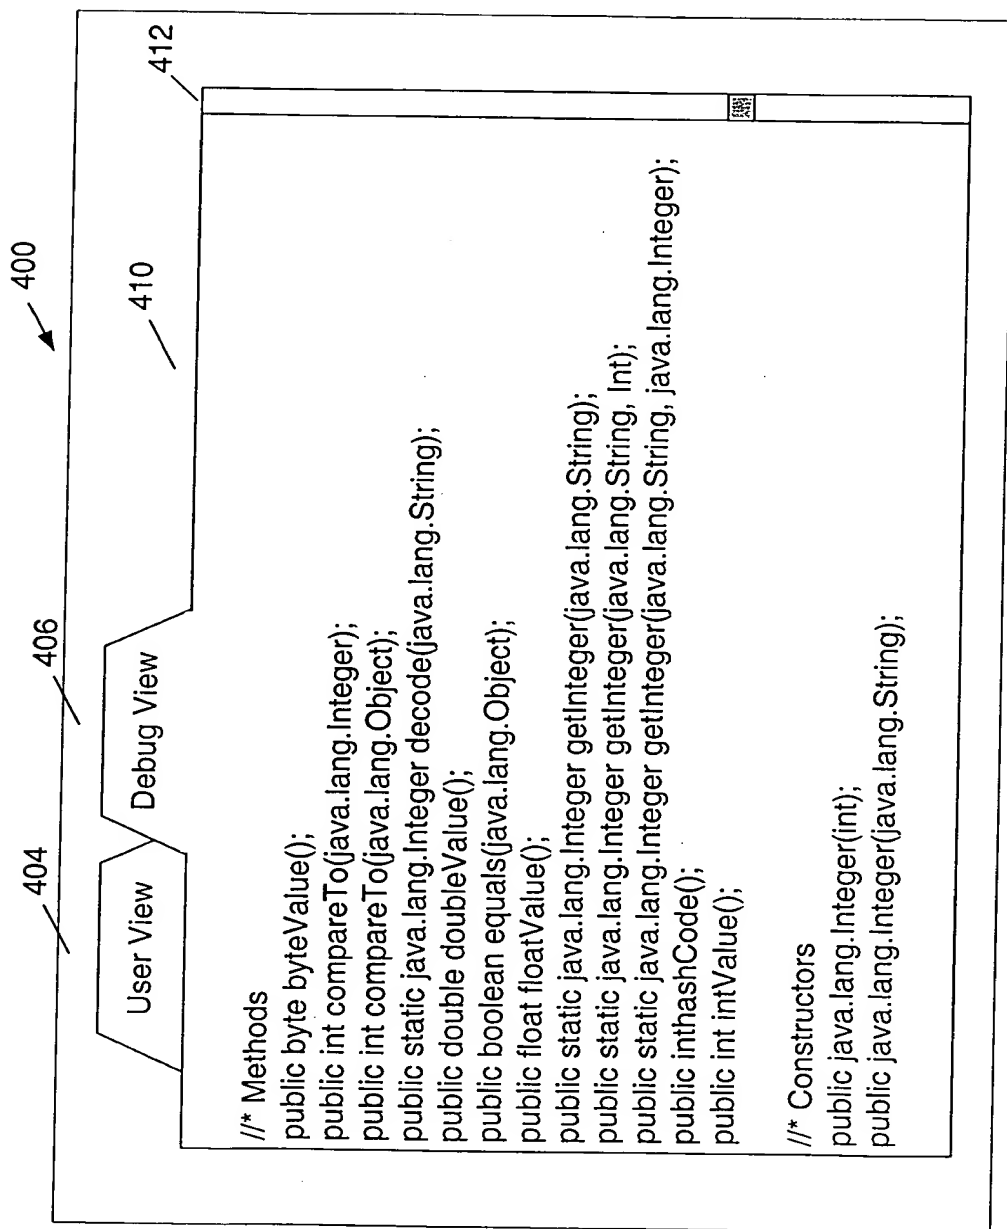 400
404
406
410
412
User View
Debug View
//* Methods
public byte byteValue();
public int compareTo(java.lang.Integer);
public int compareTo(java.lang.Object);
public static java.lang.Integer decode(java.lang.String);
public double doubleValue();
public boolean equals(java.lang.Object);
public float floatValue();
public static java.lang.Integer getInteger(java.lang.String);
public static java.lang.Integer getInteger(java.lang.String, Int);
public static java.lang.Integer getInteger(java.lang.String, java.lang.Integer);
public inthashCode();
public int intValue();
//* Constructors
public java.lang.Integer(int);
public java.lang.Integer(java.lang.String);